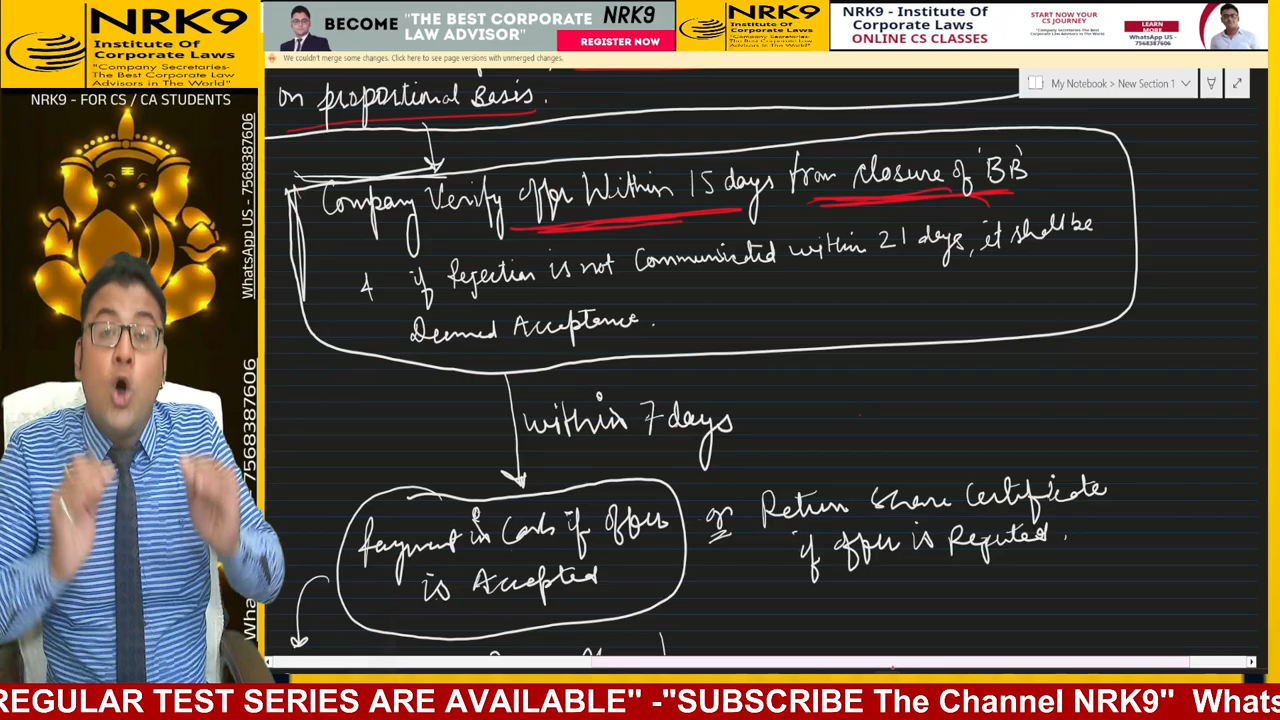 NRK9
Institute Of
Corporate Laws
"Company Secretaries-
The Best Corporate Law
Advisors in The World"
NRK9 - FOR CS / CA STUDENTS
BECOME "THE BEST CORPORATE LAW ADVISOR"
NRK9
REGISTER NOW
NRK9
Institute Of
Corporate Laws
NRK9 - Institute Of
Corporate Laws
ONLINE CS CLASSES
START NOW YOUR
CS JOURNEY
LEARN MORE
WhatsApp US -
7568387606
We couldn't merge some changes. Click here to see page versions with unmerged changes.
My Notebook > New Section 1
WhatsApp US - 7568387606
7568387606
on proportional Basis.
Company Verify offer Within 15 days from closure of 'BB'
& if Rejection is not Communicated within 21 days, it shall be
Deemed Acceptance.
within 7 days
Payment in Cash if offer
is Accepted
or Return Share Certificate
if offer is Rejected.
REGULAR TEST SERIES ARE AVAILABLE" -"SUBSCRIBE The Channel NRK9" Whats